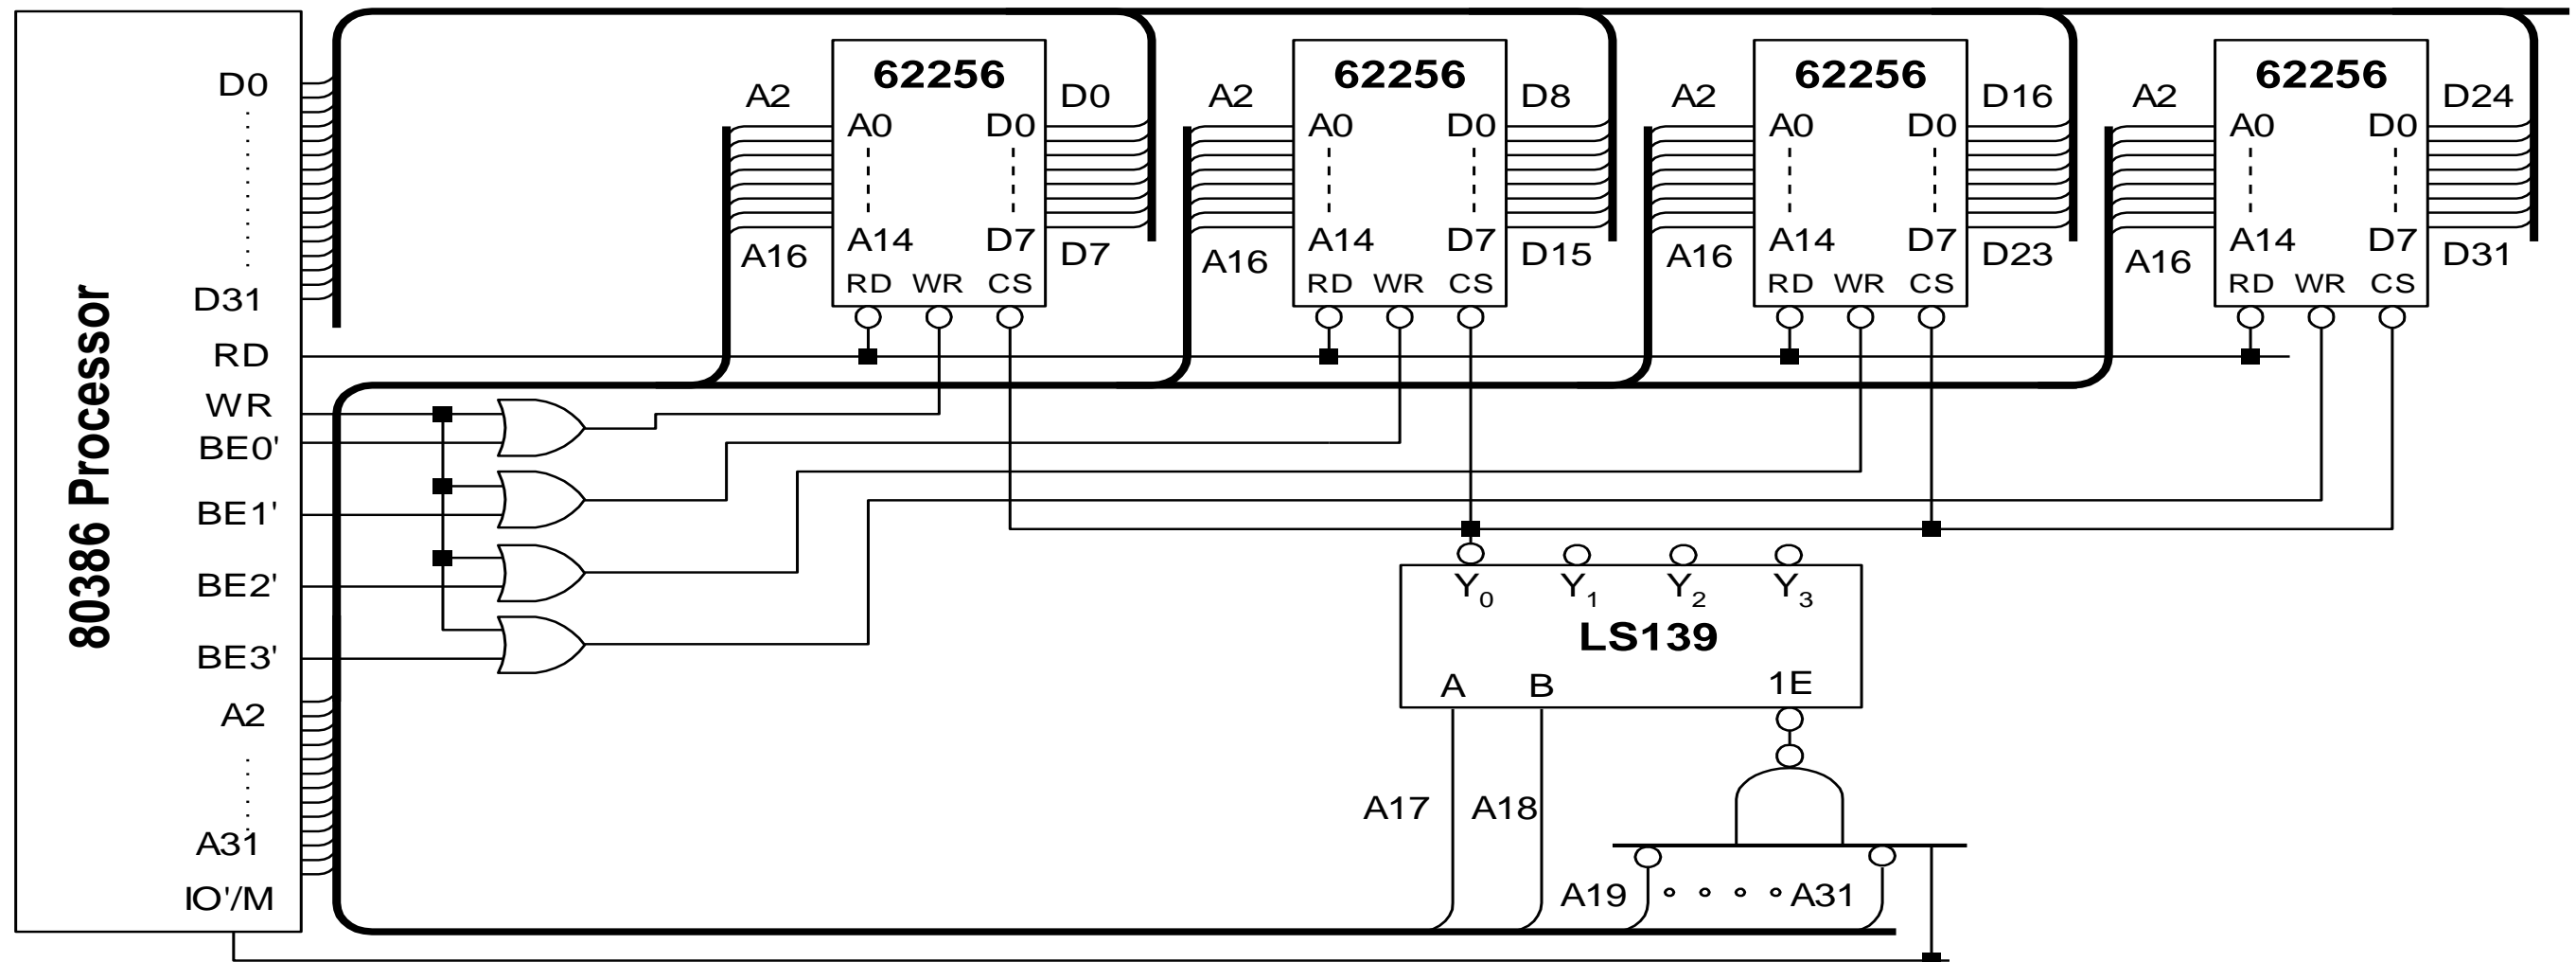 80386 Processor
D0
D31
RD
WR
BE0'
BE1'
BE2'
BE3'
A2
A31
IO'/M
62256
A2
A16
A0
A14
D0
D7
RD WR CS
D0
D7
62256
A2
A16
A0
A14
D0
D7
RD WR CS
D8
D15
62256
A2
A16
A0
A14
D0
D7
RD WR CS
D16
D23
62256
A2
A16
A0
A14
D0
D7
RD WR CS
D24
D31
Y0 Y1 Y2 Y3
LS139
A B 1E
A17 A18
A19 A31